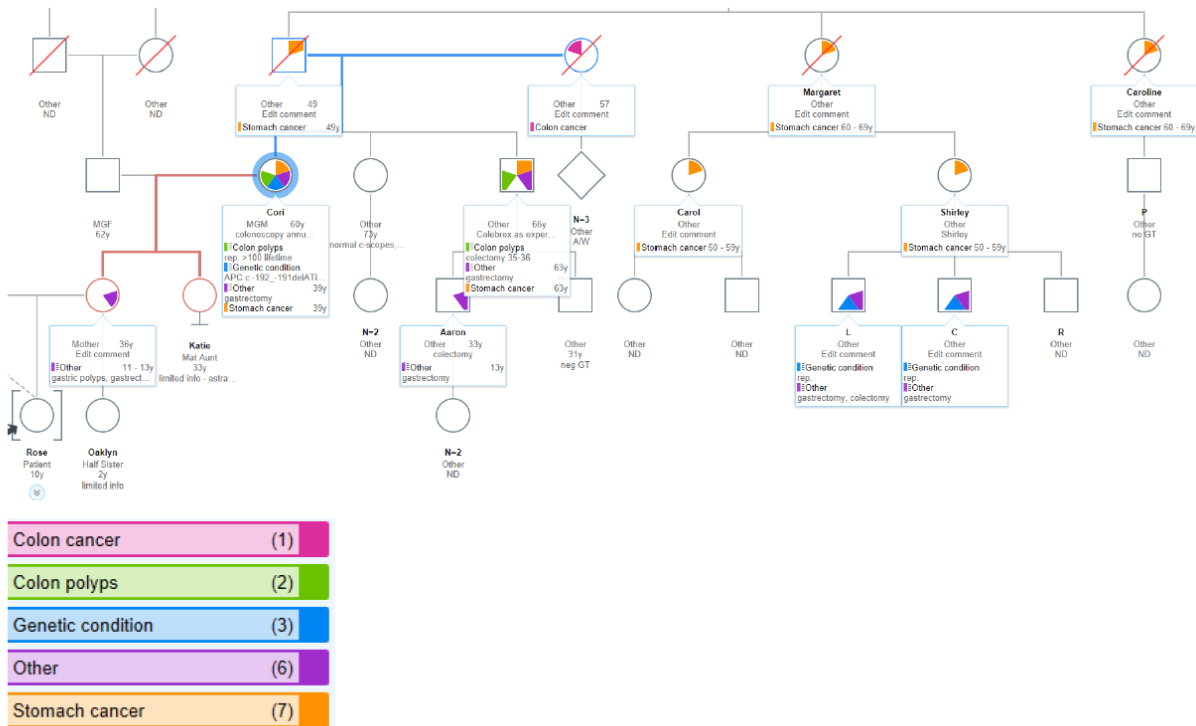 Other
ND
Other
ND
Other 49
Edit comment
Stomach cancer 49y
Other 57
Edit comment
Colon cancer
Margaret
Other
Edit comment
Stomach cancer 60 - 69y
Caroline
Other
Edit comment
Stomach cancer 60 - 69y
MGF
62y
Cori
MGM 60y
colonoscopy annu...
Colon polyps
rep. >100 lifetime
Genetic condition
APC c.-192_-191delATi...
Other 39y
gastrectomy
Stomach cancer 39y
Other
73y
normal c-scopes,...
Other 66y
Celebrex as exper...
Colon polyps
colectomy 35-36
Other 63y
gastrectomy
Stomach cancer 63y
N-3
Other
A/W
Carol
Other
Edit comment
Stomach cancer 50 - 59y
Shirley
Other
Shirley
Stomach cancer 50 - 59y
P
Other
no GT
Mother 36y
Edit comment
Other 11 - 13y
gastric polyps, gastrect...
Katie
Mat Aunt
33y
limited info - estra...
N-2
Other
ND
Aaron
Other 33y
colectomy
Other 13y
gastrectomy
Other
31y
neg GT
Other
ND
Other
ND
L
Other
Edit comment
Genetic condition
rep.
Other
gastrectomy, colectomy
C
Other
Edit comment
Genetic condition
rep.
Other
gastrectomy
R
Other
ND
Other
ND
Rose
Patient
10y
Oaklyn
Half Sister
2y
limited info
N-2
Other
ND
Colon cancer (1)
Colon polyps (2)
Genetic condition (3)
Other (6)
Stomach cancer (7)